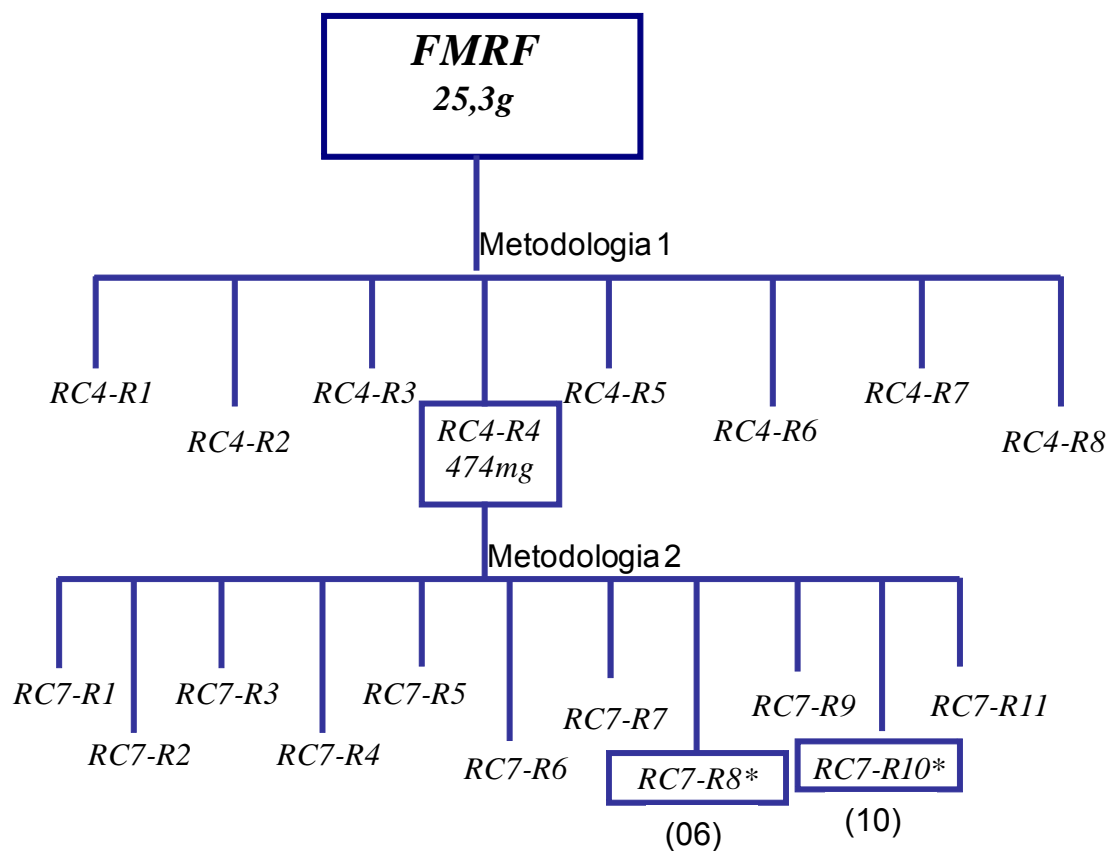 FMRF
25,3g
Metodologia 1
RC4-R1
RC4-R2
RC4-R3
RC4-R4
474mg
RC4-R5
RC4-R6
RC4-R7
RC4-R8
Metodologia 2
RC7-R1
RC7-R2
RC7-R3
RC7-R4
RC7-R5
RC7-R6
RC7-R7
RC7-R8*
(06)
RC7-R9
RC7-R10*
(10)
RC7-R11